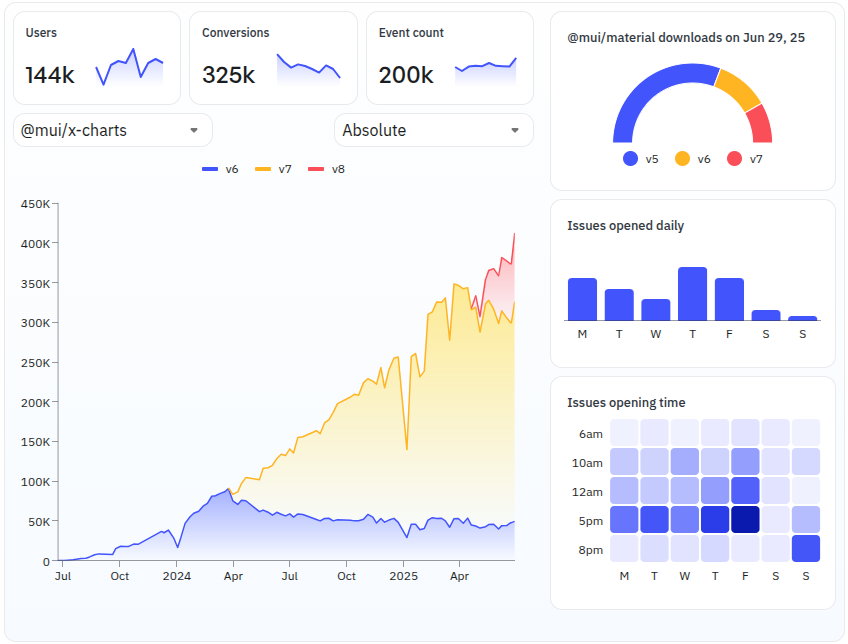 Users
144k
Conversions
325k
Event count
200k
@mui/x-charts
Absolute
v6 v7 v8
450K
400K
350K
300K
250K
200K
150K
100K
50K
0
Jul Oct 2024 Apr Jul Oct 2025 Apr
@mui/material downloads on Jun 29, 25
v5 v6 v7
Issues opened daily
M T W T F S S
Issues opening time
6am
10am
12am
5pm
8pm
M T W T F S S